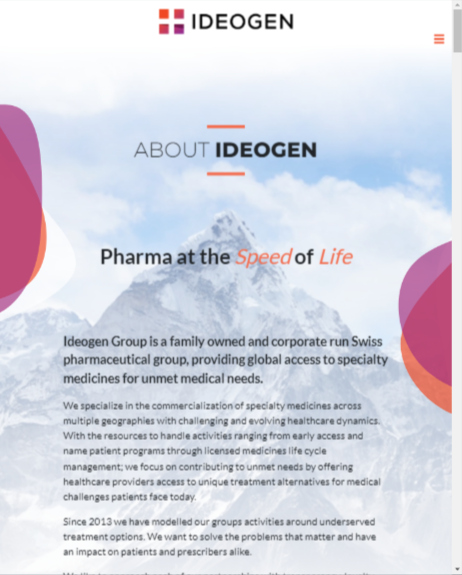 IDEOGEN
ABOUT IDEOGEN
Pharma at the Speed of Life
Ideogen Group is a family owned and corporate run Swiss
pharmaceutical group, providing global access to specialty
medicines for unmet medical needs.
We specialize in the commercialization of specialty medicines across
multiple geographies with challenging and evolving healthcare dynamics.
With the resources to handle activities ranging from early access and
name patient programs through licensed medicines life cycle
management; we focus on contributing to unmet needs by offering
healthcare providers access to unique treatment alternatives for medical
challenges patients face today.
Since 2013 we have modelled our groups activities around underserved
treatment options. We want to solve the problems that matter and have
an impact on patients and prescribers alike.